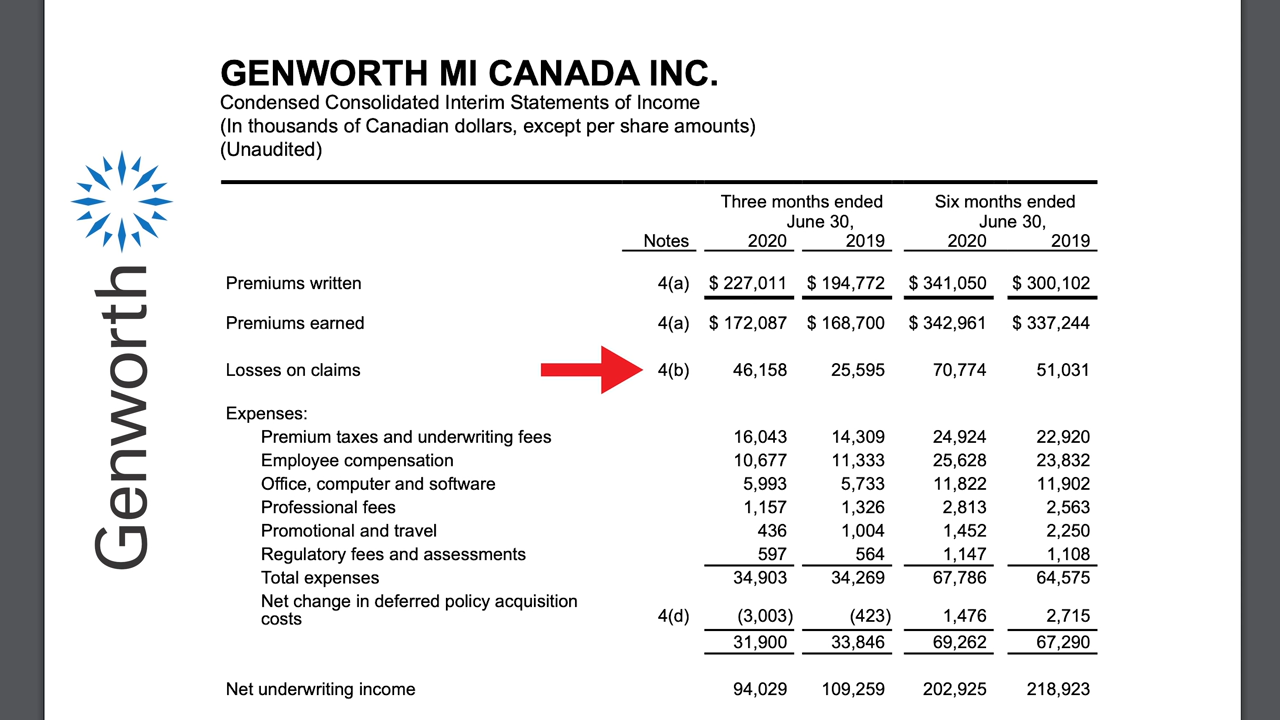 GENWORTH MI CANADA INC.
Condensed Consolidated Interim Statements of Income
(In thousands of Canadian dollars, except per share amounts)
(Unaudited)
Genworth
Three months ended Six months ended
June 30, June 30,
Notes 2020 2019 2020 2019
Premiums written 4(a) $ 227,011 $ 194,772 $ 341,050 $ 300,102
Premiums earned 4(a) $ 172,087 $ 168,700 $ 342,961 $ 337,244
Losses on claims 4(b) 46,158 25,595 70,774 51,031
Expenses:
Premium taxes and underwriting fees 16,043 14,309 24,924 22,920
Employee compensation 10,677 11,333 25,628 23,832
Office, computer and software 5,993 5,733 11,822 11,902
Professional fees 1,157 1,326 2,813 2,563
Promotional and travel 436 1,004 1,452 2,250
Regulatory fees and assessments 597 564 1,147 1,108
Total expenses 34,903 34,269 67,786 64,575
Net change in deferred policy acquisition
costs 4(d) (3,003) (423) 1,476 2,715
31,900 33,846 69,262 67,290
Net underwriting income 94,029 109,259 202,925 218,923